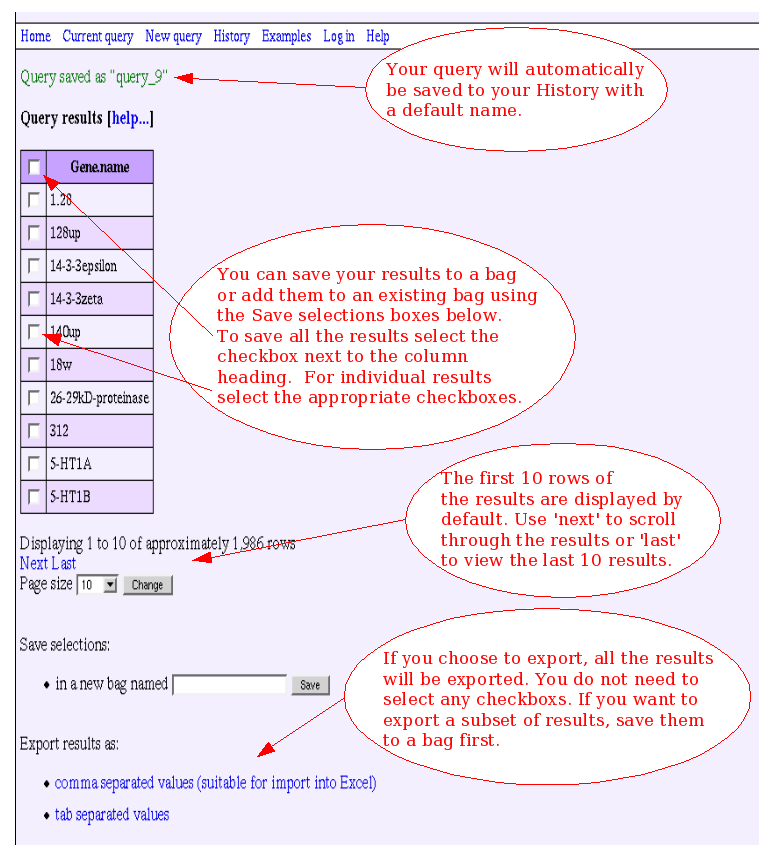 Home Current query New query History Examples Log in Help
Query saved as "query_9"
Your query will automatically
be saved to your History with
a default name.
Query results [help...]
Gene.name
1.28
128up
14-3-3epsilon
14-3-3zeta
140up
18w
26-29kD-proteinase
312
5-HT1A
5-HT1B
You can save your results to a bag
or add them to an existing bag using
the Save selections boxes below.
To save all the results select the
checkbox next to the column
heading. For individual results
select the appropriate checkboxes.
The first 10 rows of
the results are displayed by
default. Use 'next' to scroll
through the results or 'last'
to view the last 10 results.
Displaying 1 to 10 of approximately 1,986 rows
Next Last
Page size 10 Change
Save selections:
• in a new bag named Save
If you choose to export, all the results
will be exported. You do not need to
select any checkboxs. If you want to
export a subset of results, save them
to a bag first.
Export results as:
• comma separated values (suitable for import into Excel)
• tab separated values